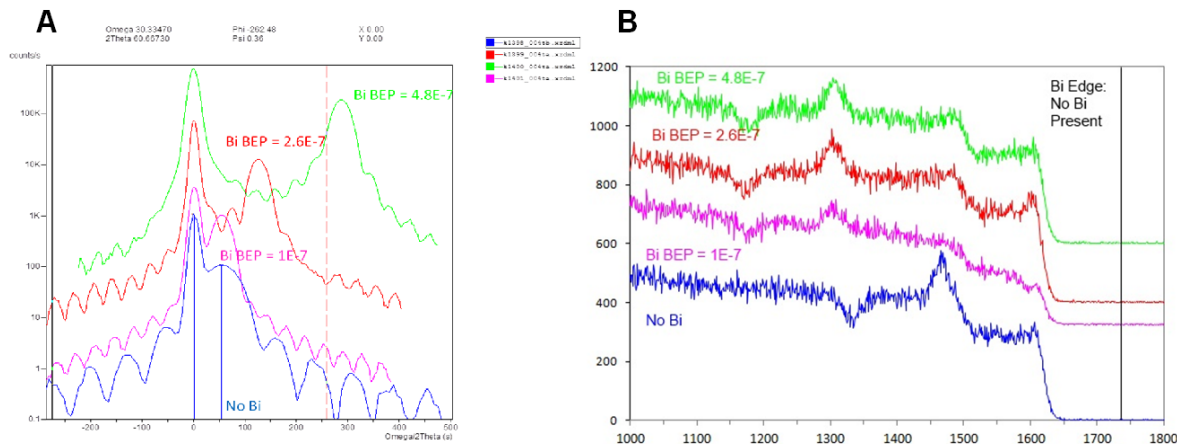 A
Omega 30.33470
Phi -262.48
X 0.00
2Theta 60.66730
Psi 0.36
Y 0.00
counts/s
100K
10K
1K
100
10
1
0.1
Bi BEP = 4.8E-7
Bi BEP = 2.6E-7
Bi BEP = 1E-7
No Bi
-200
-100
0
100
200
300
400
500
Omega/2Theta (s)
B
1200
1000
800
600
400
200
0
Bi BEP = 4.8E-7
Bi BEP = 2.6E-7
Bi BEP = 1E-7
No Bi
Bi Edge:
No Bi
Present
1000
1100
1200
1300
1400
1500
1600
1700
1800